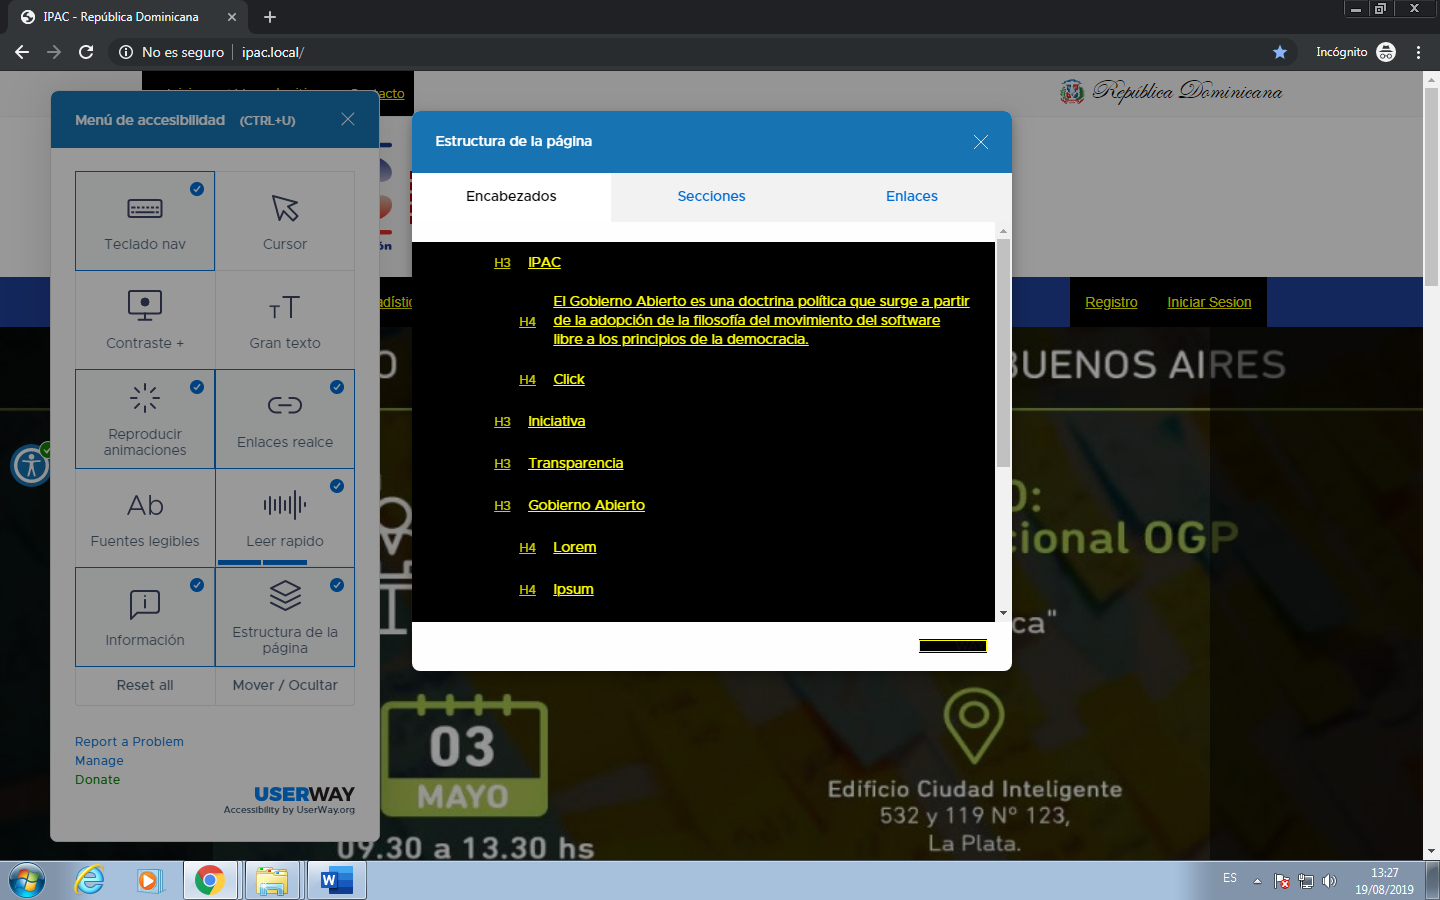 IPAC - República Dominicana
No es seguro
ipac.local/
Incógnito
Contacto
República Dominicana
Menú de accesibilidad (CTRL+U)
Teclado nav
Cursor
Contraste +
Gran texto
Reproducir
animaciones
Enlaces realce
Ab
Fuentes legibles
Leer rapido
Información
Estructura de la
página
Reset all
Mover / Ocultar
Report a Problem
Manage
Donate
USERWAY
Accessibility by UserWay.org
Estructura de la página
Encabezados
Secciones
Enlaces
H3 IPAC
H4 El Gobierno Abierto es una doctrina política que surge a partir
de la adopción de la filosofía del movimiento del software
libre a los principios de la democracia.
H4 Click
H3 Iniciativa
H3 Transparencia
H3 Gobierno Abierto
H4 Lorem
H4 Ipsum
Registro
Iniciar Sesion
BUENOS AIRES
OGP
03
MAYO
09.30 a 13.30 hs
Edificio Ciudad Inteligente
532 y 119 Nº 123,
La Plata.
ES
13:27
19/08/2019